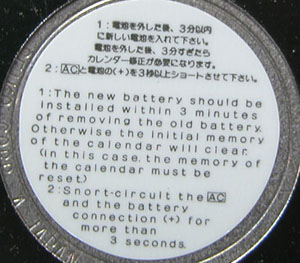 1:電池を外した後、3分以内
に新しい電池を入れて下さい。
電池を外した後、3分すぎたら
カレンダー修正が必要になります。
2:ACと電池の(+)を3秒以上ショートさせて下さい。
1:The new battery should be
installed within 3 minutes
of removing the old battery.
Otherwise the initial memory
of the calendar will clear.
(in this case. the memory of
the calendar must be
reset.)
2:Snort-circuit the AC
and the battery
connection (+) for
more than
3 seconds.